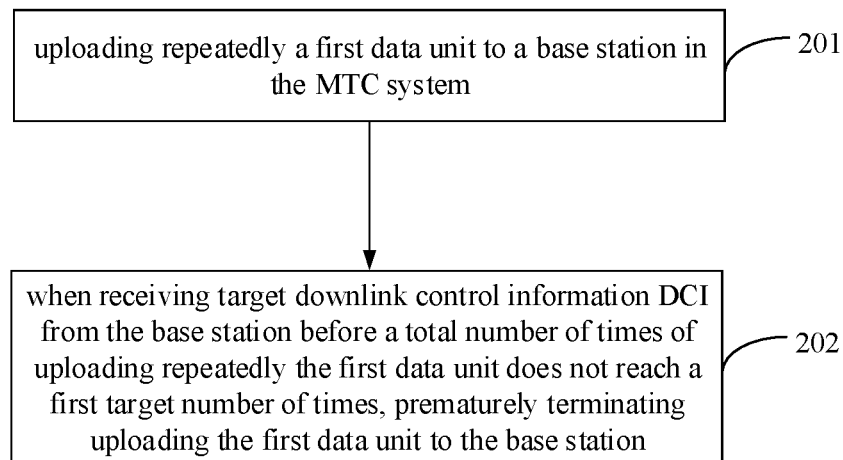 uploading repeatedly a first data unit to a base station in
the MTC system
201
when receiving target downlink control information DCI
from the base station before a total number of times of
uploading repeatedly the first data unit does not reach a
first target number of times, prematurely terminating
uploading the first data unit to the base station
202